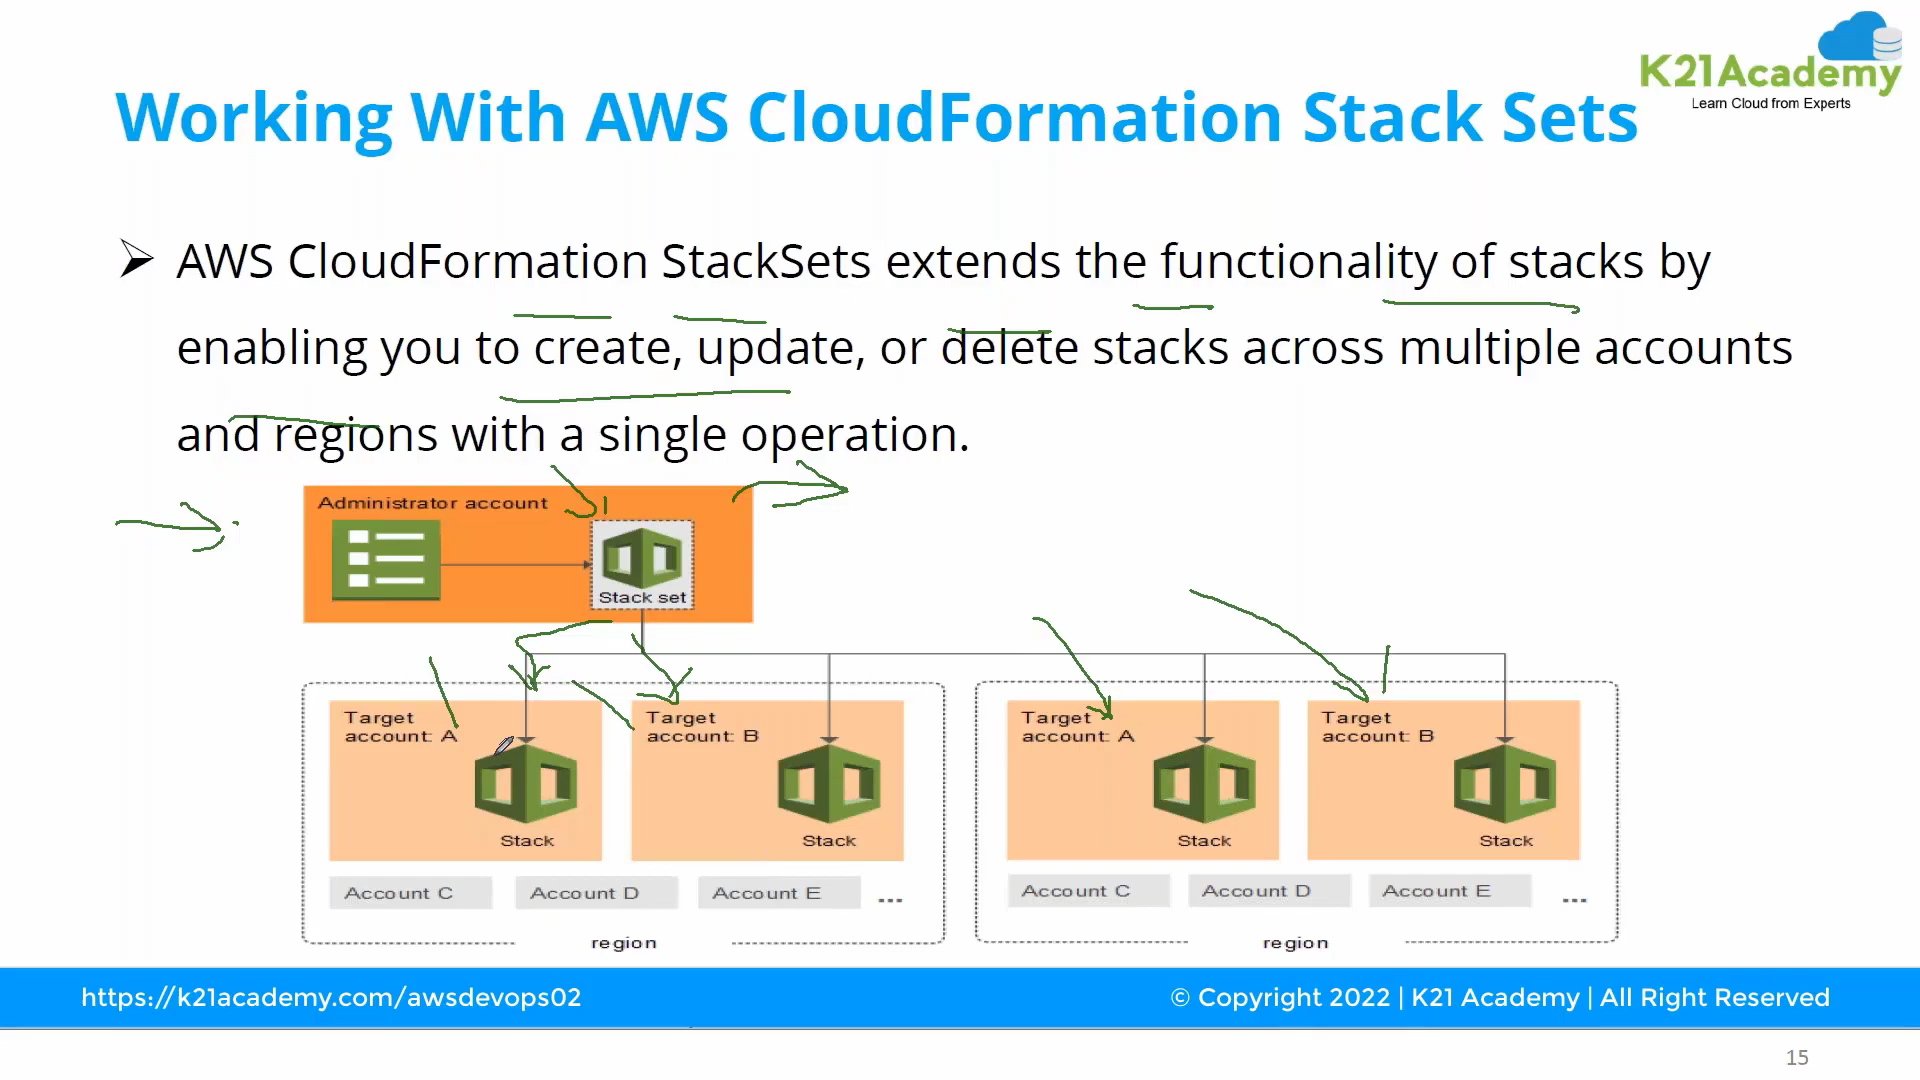 K21Academy
Learn Cloud from Experts
Working With AWS CloudFormation Stack Sets
AWS CloudFormation StackSets extends the functionality of stacks by
enabling you to create, update, or delete stacks across multiple accounts
and regions with a single operation.
Administrator account
Stack set
Target
account: A
Stack
Target
account: B
Stack
Target
account: A
Stack
Target
account: B
Stack
Account C
Account D
Account E
...
Account C
Account D
Account E
...
region
region
https://k21academy.com/awsdevops02
© Copyright 2022 | K21 Academy | All Right Reserved
15